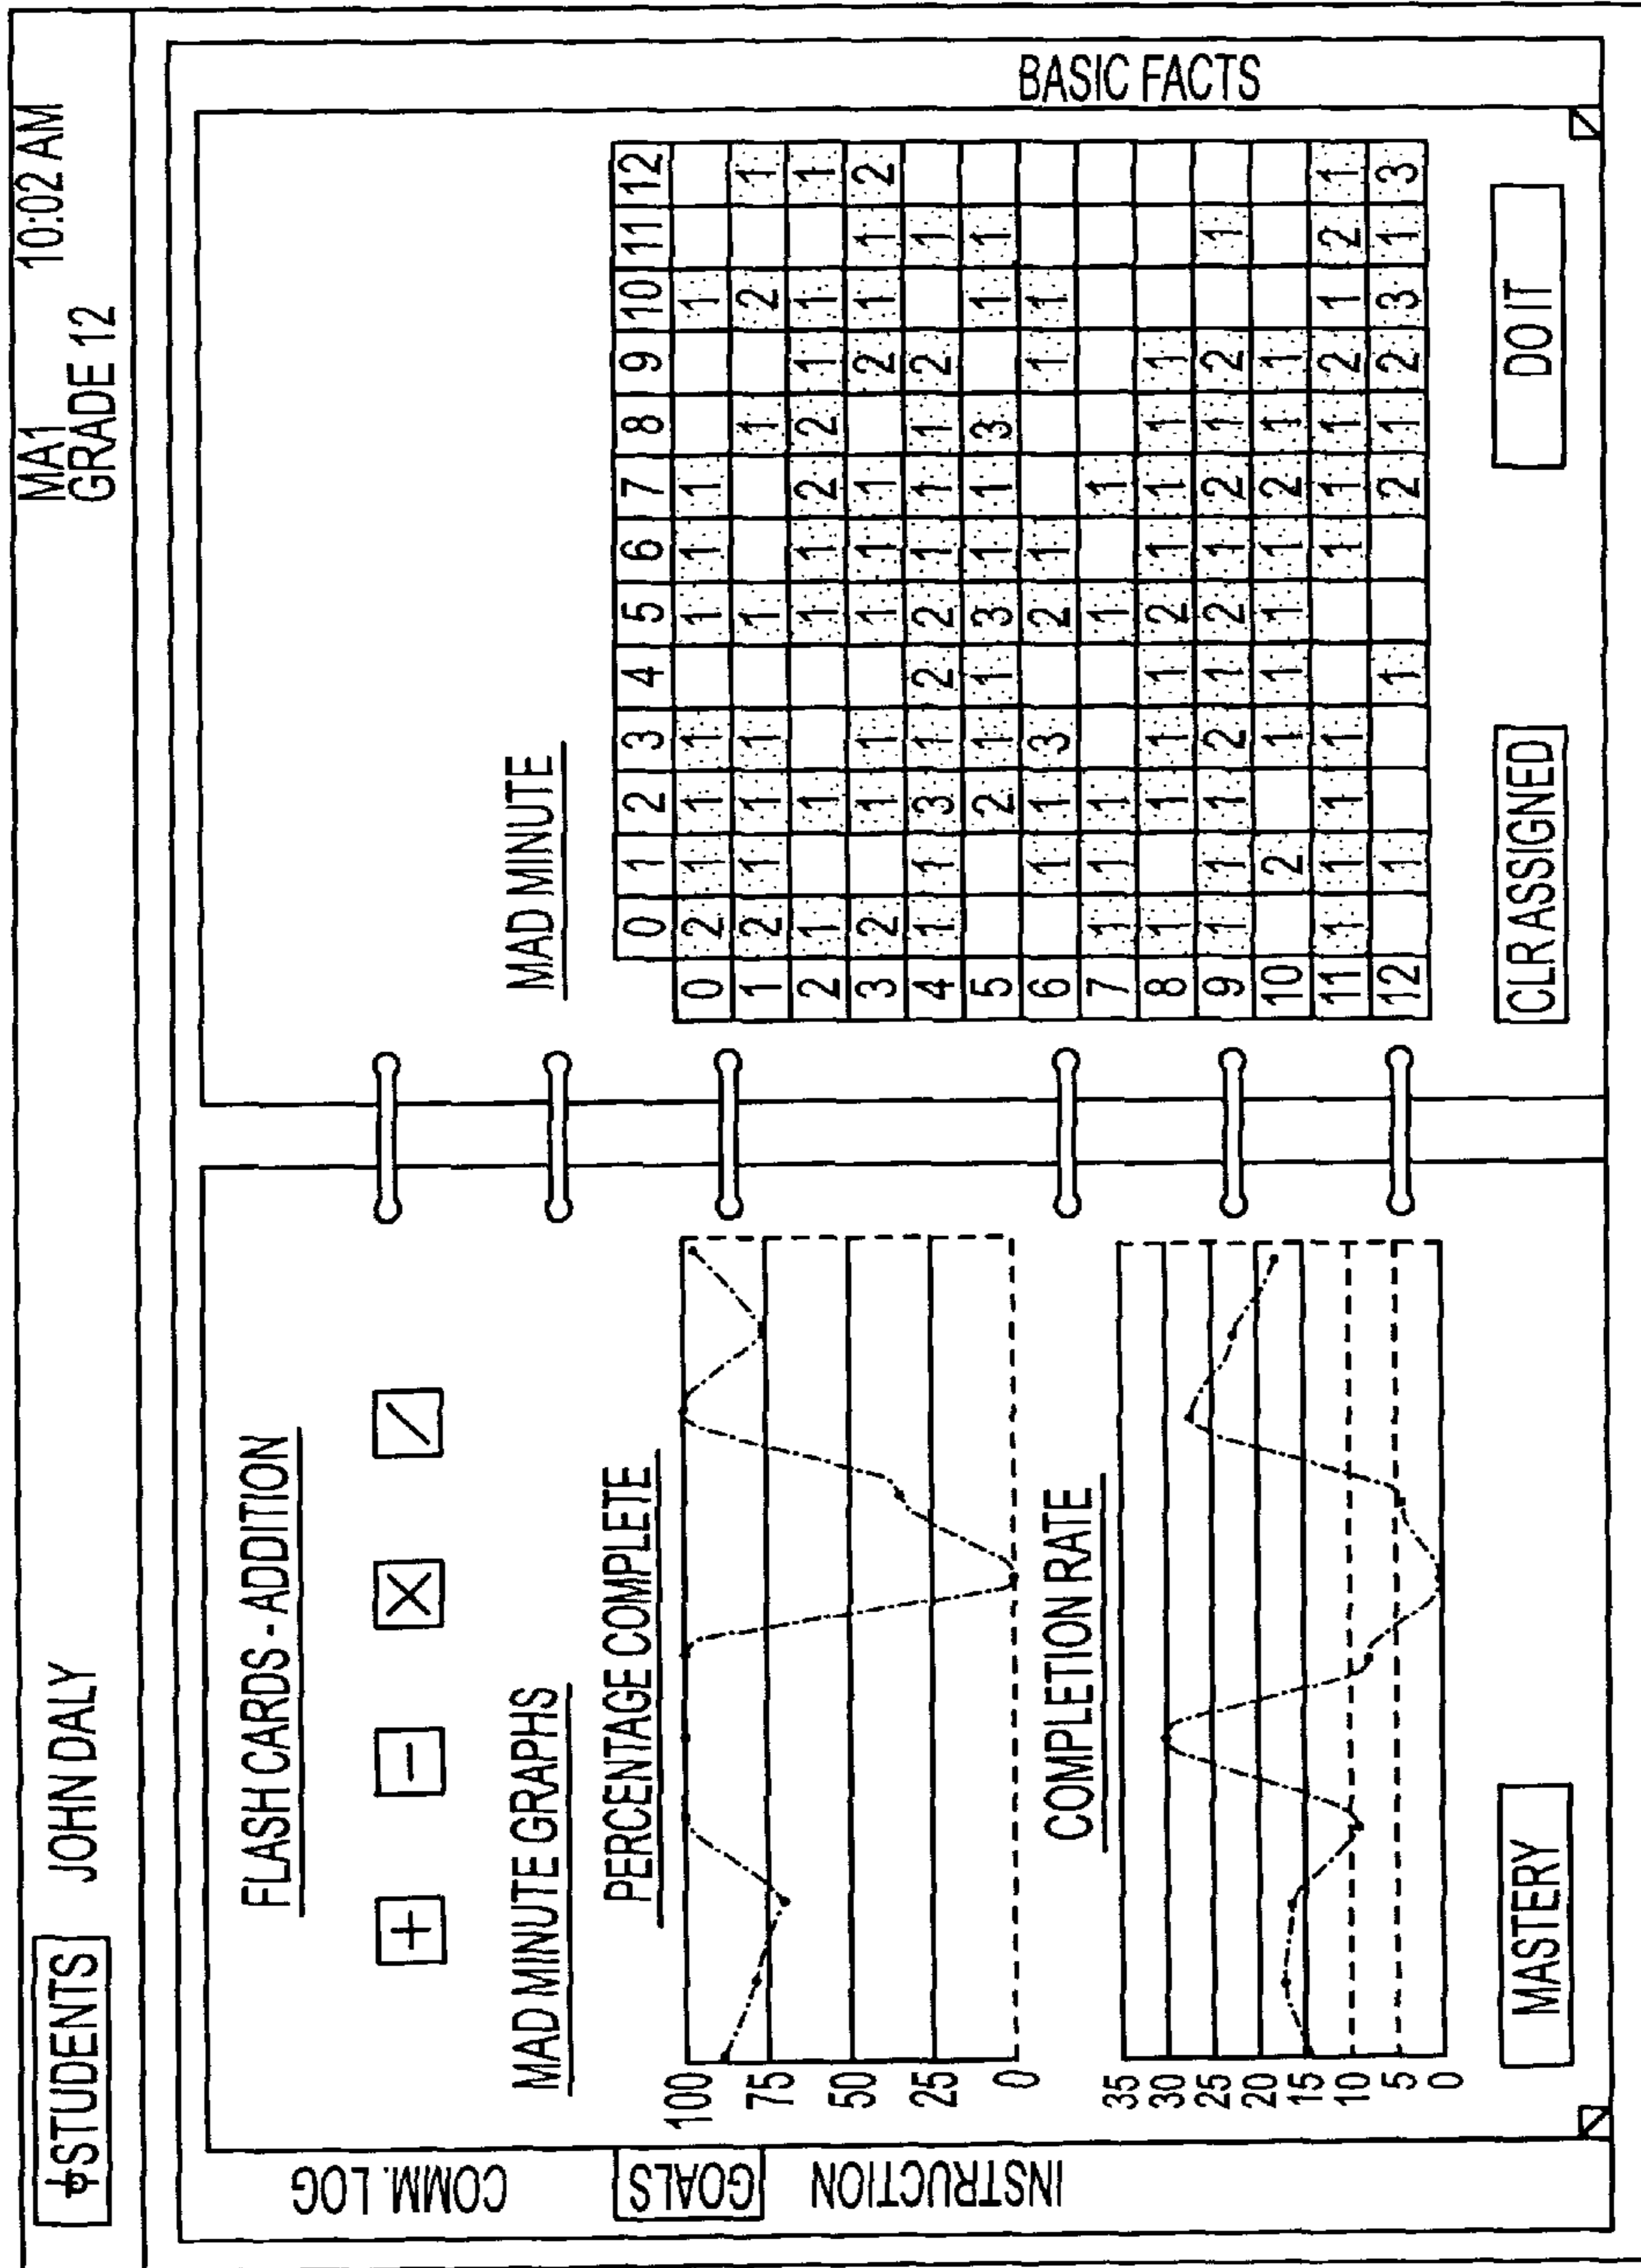 STUDENTS JOHN DALY MA1 10:02 AM
GRADE 12
COMM. LOG
GOALS
INSTRUCTION
FLASH CARDS - ADDITION
+ - X /
MAD MINUTE GRAPHS
PERCENTAGE COMPLETE
100
75
50
25
0
COMPLETION RATE
35
30
25
20
15
10
5
0
MASTERY
MAD MINUTE
0 1 2 3 4 5 6 7 8 9 10 11 12
0 2 1 1 1 1 1 1 1
1 2 1 1 1 1 1 2 1
2 1 1 1 1 2 2 1 1 1
3 2 1 1 1 1 1 2 1 1 2
4 1 1 3 1 2 2 1 1 1 2 1
5 2 1 1 3 1 1 3 1 1
6 1 1 3 2 1 1 1
7 1 1 1 1 1
8 1 1 1 1 2 1 1 1 1
9 1 1 1 2 1 2 1 2 1 2 1
10 2 1 1 1 1 2 1 1
11 1 1 1 1 1 1 1 2 1 2 1
12 1 1 2 1 2 3 1 3
CLR ASSIGNED
DO IT
BASIC FACTS